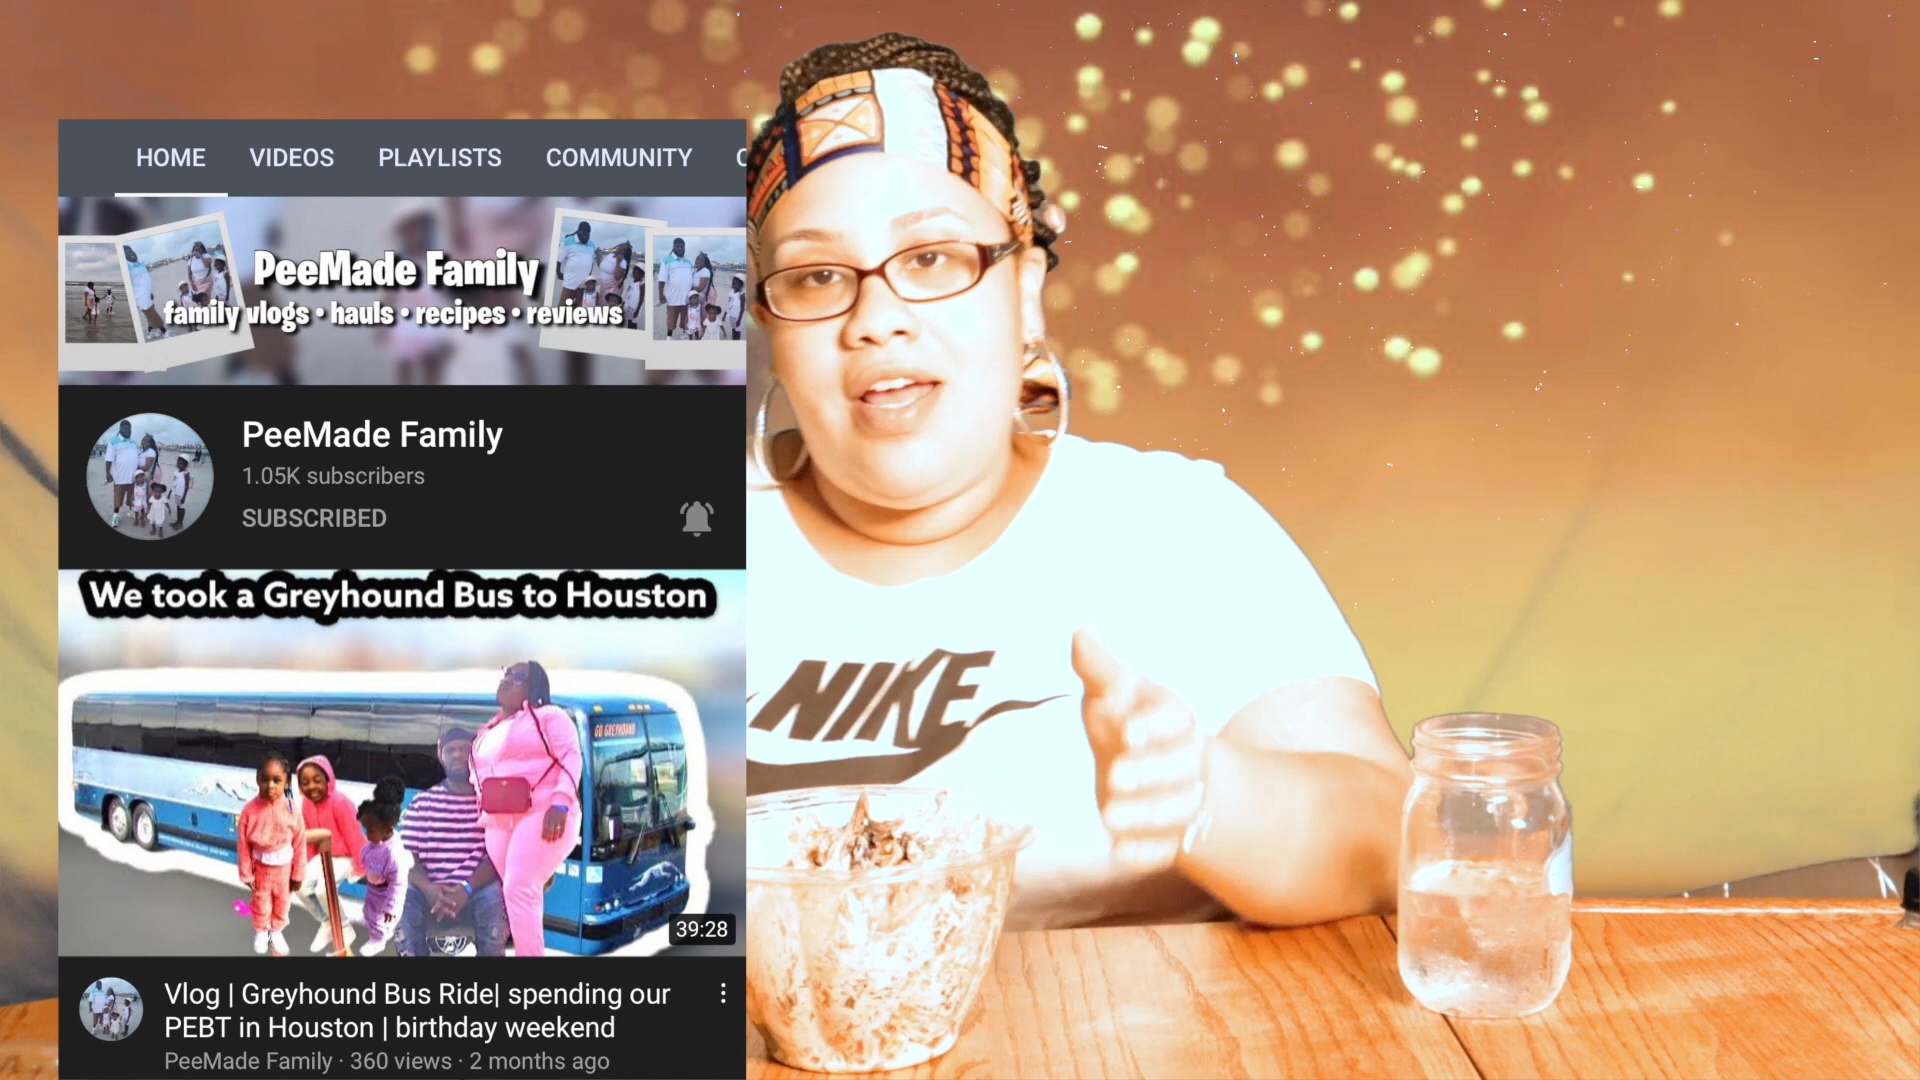 HOME VIDEOS PLAYLISTS COMMUNITY C
PeeMade Family
family vlogs • hauls • recipes • reviews
PeeMade Family
1.05K subscribers
SUBSCRIBED
We took a Greyhound Bus to Houston
GO GREYHOUND
39:28
Vlog | Greyhound Bus Ride| spending our
PEBT in Houston | birthday weekend
PeeMade Family · 360 views · 2 months ago
NIKE